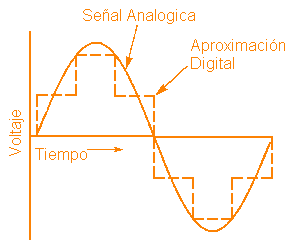 Señal Analogica
Aproximación
Digital
Voltaje
Tiempo